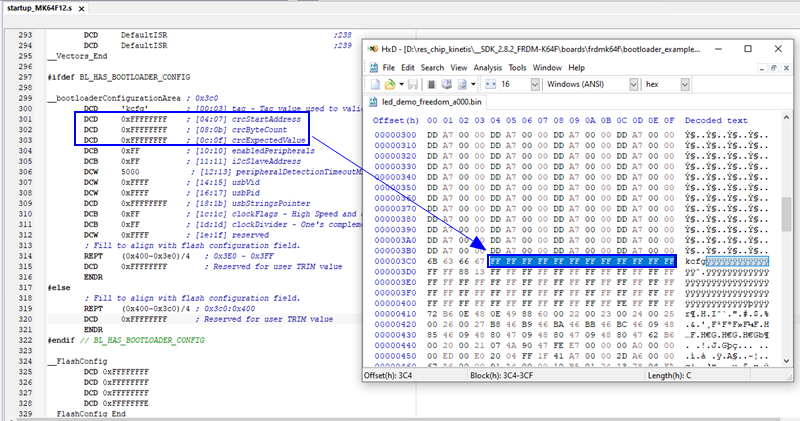 startup_MK64F12.s
293 DCD DefaultISR ;238
294 DCD DefaultISR ;239
295 __Vectors_End
296
297 #ifdef BL_HAS_BOOTLOADER_CONFIG
298
299 __bootloaderConfigurationArea ; 0x3c0
300 DCD 'kcfg' ; [00:03] tag - Tag value used to valid
301 DCD 0xFFFFFFFF ; [04:07] crcStartAddress
302 DCD 0xFFFFFFFF ; [08:0b] crcByteCount
303 DCD 0xFFFFFFFF ; [0c:0f] crcExpectedValue
304 DCB 0xFF ; [10:10] enabledPeripherals
305 DCB 0xFF ; [11:11] i2cSlaveAddress
306 DCW 5000 ; [12:13] peripheralDetectionTimeoutM
307 DCW 0xFFFF ; [14:15] usbVid
308 DCW 0xFFFF ; [16:17] usbPid
309 DCD 0xFFFFFFFF ; [18:1b] usbStringsPointer
310 DCB 0xFF ; [1c:1c] clockFlags - High Speed and
311 DCB 0xFF ; [1d:1d] clockDivider - One's compleme
312 DCW 0xFFFF ; [1e:1f] reserved
313 ; Fill to align with flash configuration field.
314 REPT (0x400-0x3e0)/4 ; 0x3E0 - 0x3FF
315 DCD 0xFFFFFFFF ; Reserved for user TRIM value
316 ENDR
317 #else
318 ; Fill to align with flash configuration field.
319 REPT (0x400-0x3c0)/4 ; 0x3c0:0x400
320 DCD 0xFFFFFFFF ; Reserved for user TRIM value
321 ENDR
322 #endif // BL_HAS_BOOTLOADER_CONFIG
323
324 __FlashConfig
325 DCD 0xFFFFFFFF
326 DCD 0xFFFFFFFF
327 DCD 0xFFFFFFFF
328 DCD 0xFFFFFFFE
329 __FlashConfig_End
HxD - [D:\res_chip_kinetis\__SDK_2.8.2_FRDM-K64F\boards\frdmk64f\bootloader_example...
File Edit Search View Analysis Tools Window Help
16 Windows (ANSI) hex
led_demo_freedom_a000.bin
Offset(h) 00 01 02 03 04 05 06 07 08 09 0A 0B 0C 0D 0E 0F Decoded text
00000300 DD A7 00 00 DD A7 00 00 DD A7 00 00 DD A7 00 00 Ý§..Ý§..Ý§..Ý§..
00000310 DD A7 00 00 DD A7 00 00 DD A7 00 00 DD A7 00 00 Ý§..Ý§..Ý§..Ý§..
00000320 DD A7 00 00 DD A7 00 00 DD A7 00 00 DD A7 00 00 Ý§..Ý§..Ý§..Ý§..
00000330 DD A7 00 00 DD A7 00 00 DD A7 00 00 DD A7 00 00 Ý§..Ý§..Ý§..Ý§..
00000340 DD A7 00 00 DD A7 00 00 DD A7 00 00 DD A7 00 00 Ý§..Ý§..Ý§..Ý§..
00000350 DD A7 00 00 DD A7 00 00 DD A7 00 00 DD A7 00 00 Ý§..Ý§..Ý§..Ý§..
00000360 DD A7 00 00 DD A7 00 00 DD A7 00 00 DD A7 00 00 Ý§..Ý§..Ý§..Ý§..
00000370 DD A7 00 00 DD A7 00 00 DD A7 00 00 DD A7 00 00 Ý§..Ý§..Ý§..Ý§..
00000380 DD A7 00 00 DD A7 00 00 DD A7 00 00 DD A7 00 00 Ý§..Ý§..Ý§..Ý§..
00000390 DD A7 00 00 DD A7 00 00 DD A7 00 00 DD A7 00 00 Ý§..Ý§..Ý§..Ý§..
000003A0 DD A7 00 00 DD A7 00 00 DD A7 00 00 DD A7 00 00 Ý§..Ý§..Ý§..Ý§..
000003B0 DD A7 00 00 DD A7 00 00 DD A7 00 00 DD A7 00 00 Ý§..Ý§..Ý§..Ý§..
000003C0 6B 63 66 67 FF FF FF FF FF FF FF FF FF FF FF FF kcfgÿÿÿÿÿÿÿÿÿÿÿÿ
000003D0 FF FF 88 13 FF FF FF FF FF FF FF FF FF FF FF FF ÿÿˆ.ÿÿÿÿÿÿÿÿÿÿÿÿ
000003E0 FF FF FF FF FF FF FF FF FF FF FF FF FF FF FF FF ÿÿÿÿÿÿÿÿÿÿÿÿÿÿÿÿ
000003F0 FF FF FF FF FF FF FF FF FF FF FF FF FF FF FF FF ÿÿÿÿÿÿÿÿÿÿÿÿÿÿÿÿ
00000400 FF FF FF FF FF FF FF FF FF FF FF FF FE FF FF FF ÿÿÿÿÿÿÿÿÿÿÿÿþÿÿÿ
00000410 72 B6 0E 48 0E 49 88 60 00 22 00 23 00 24 00 25 r¶.H.Iˆ`.".#.$.%
00000420 00 26 00 27 B8 46 B9 46 BA 46 BB 46 BC 46 09 48 .&.'¸F¹FºF»F¼F.H
00000430 85 46 09 48 80 47 09 48 80 47 09 48 80 47 62 B6 …F.H€G.H€G.H€Gb¶
00000440 00 20 00 21 07 4A 90 47 FE E7 00 00 00 A0 00 00
00000450 00 ED 00 E0 20 04 FF 1F 41 A7 00 00 2D A6 00 00
00000460
Offset(h): 3C4 Block(h): 3C4-3CF Length(h): C